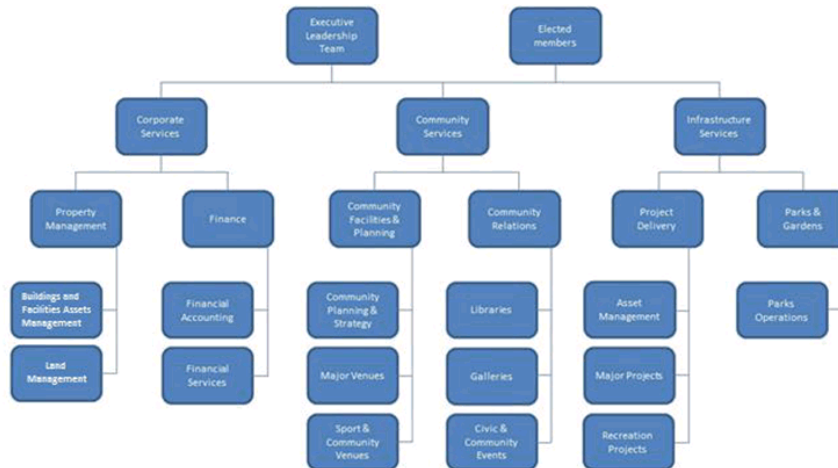 Executive
Leadership
Team
Elected
members
Corporate
Services
Community
Services
Infrastructure
Services
Property
Management
Finance
Community
Facilities &
Planning
Community
Relations
Project
Delivery
Parks &
Gardens
Buildings and
Facilities Assets
Management
Financial
Accounting
Community
Planning &
Strategy
Libraries
Asset
Management
Parks
Operations
Land
Management
Financial
Services
Major Venues
Galleries
Major Projects
Sport &
Community
Venues
Civic &
Community
Events
Recreation
Projects